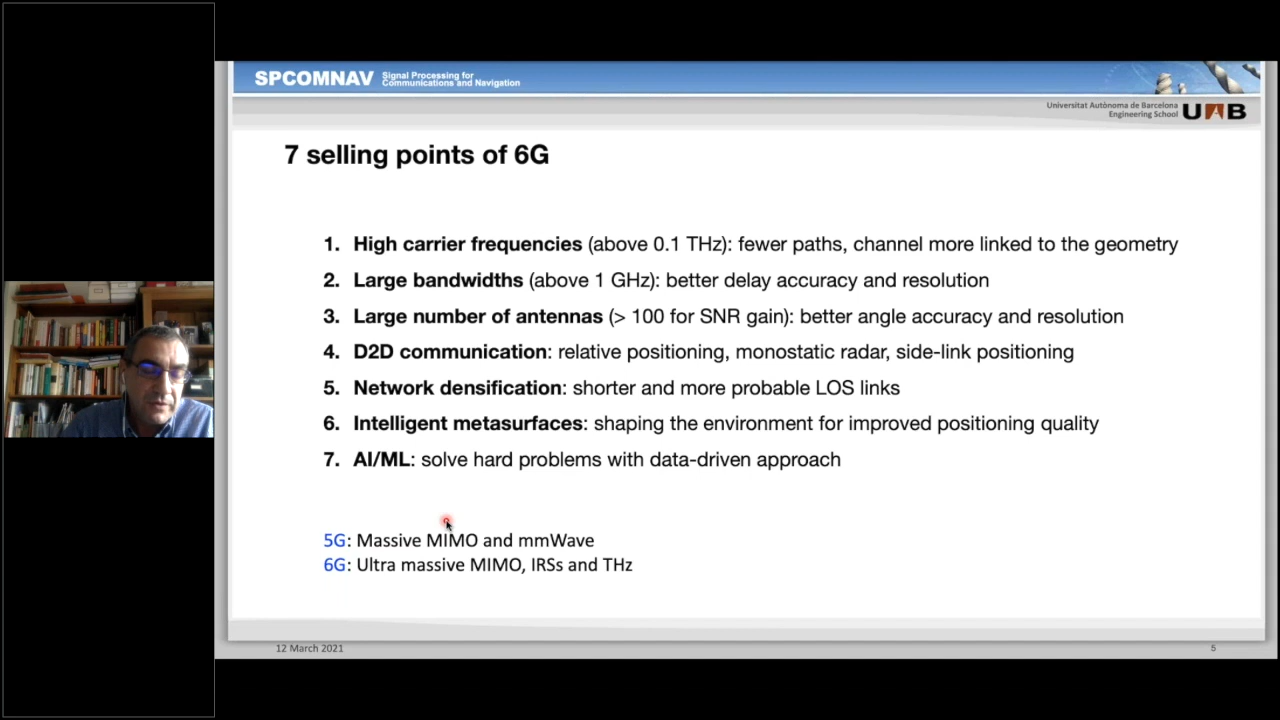 SPCOMNAV Signal Processing for
Communications and Navigation
Universitat Autònoma de Barcelona
Engineering School UAB
7 selling points of 6G
1. High carrier frequencies (above 0.1 THz): fewer paths, channel more linked to the geometry
2. Large bandwidths (above 1 GHz): better delay accuracy and resolution
3. Large number of antennas (> 100 for SNR gain): better angle accuracy and resolution
4. D2D communication: relative positioning, monostatic radar, side-link positioning
5. Network densification: shorter and more probable LOS links
6. Intelligent metasurfaces: shaping the environment for improved positioning quality
7. AI/ML: solve hard problems with data-driven approach
5G: Massive MIMO and mmWave
6G: Ultra massive MIMO, IRSs and THz
12 March 2021
5